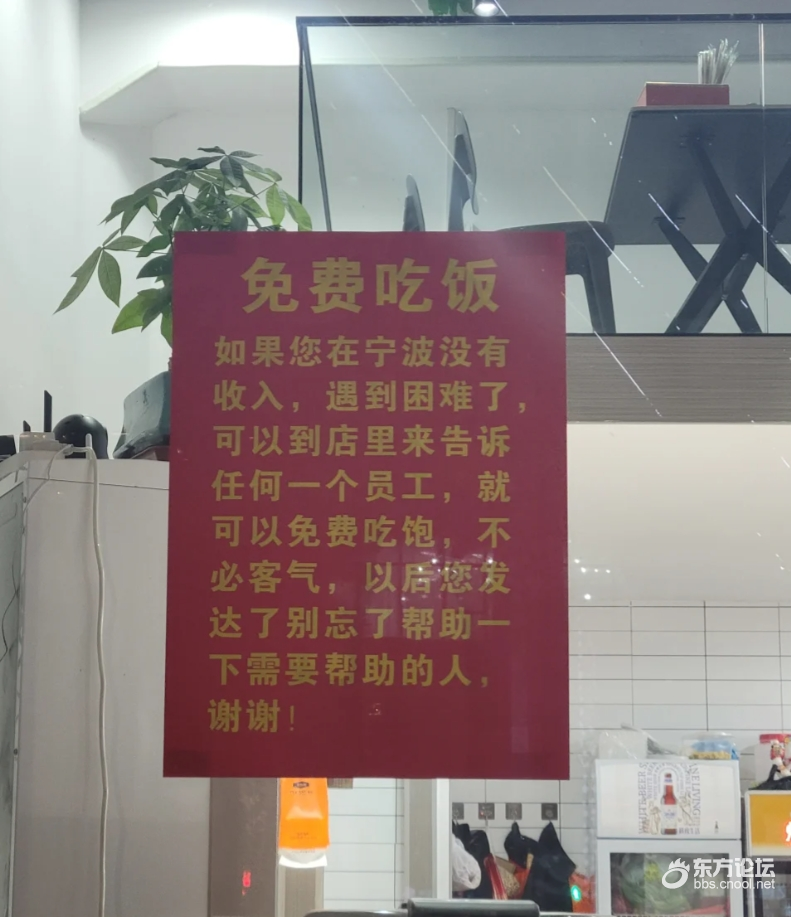 免费吃饭
如果您在宁波没有
收入，遇到困难了，
可以到店里来告诉
任何一个员工，就
可以免费吃饱，不
必客气，以后您发
达了别忘了帮助一
下需要帮助的人，
谢谢！
东方论坛
bbs.cnool.net